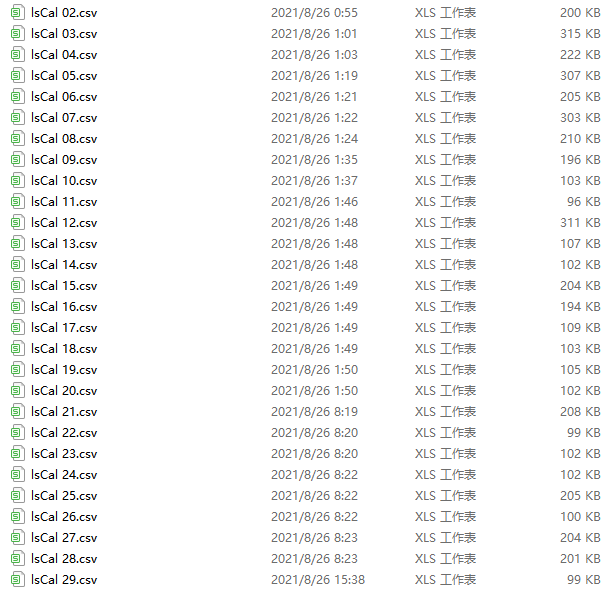 lsCal 02.csv 2021/8/26 0:55 XLS 工作表 200 KB
lsCal 03.csv 2021/8/26 1:01 XLS 工作表 315 KB
lsCal 04.csv 2021/8/26 1:03 XLS 工作表 222 KB
lsCal 05.csv 2021/8/26 1:19 XLS 工作表 307 KB
lsCal 06.csv 2021/8/26 1:21 XLS 工作表 205 KB
lsCal 07.csv 2021/8/26 1:22 XLS 工作表 303 KB
lsCal 08.csv 2021/8/26 1:24 XLS 工作表 210 KB
lsCal 09.csv 2021/8/26 1:35 XLS 工作表 196 KB
lsCal 10.csv 2021/8/26 1:37 XLS 工作表 103 KB
lsCal 11.csv 2021/8/26 1:46 XLS 工作表 96 KB
lsCal 12.csv 2021/8/26 1:48 XLS 工作表 311 KB
lsCal 13.csv 2021/8/26 1:48 XLS 工作表 107 KB
lsCal 14.csv 2021/8/26 1:48 XLS 工作表 102 KB
lsCal 15.csv 2021/8/26 1:49 XLS 工作表 204 KB
lsCal 16.csv 2021/8/26 1:49 XLS 工作表 194 KB
lsCal 17.csv 2021/8/26 1:49 XLS 工作表 109 KB
lsCal 18.csv 2021/8/26 1:49 XLS 工作表 103 KB
lsCal 19.csv 2021/8/26 1:50 XLS 工作表 105 KB
lsCal 20.csv 2021/8/26 1:50 XLS 工作表 102 KB
lsCal 21.csv 2021/8/26 8:19 XLS 工作表 208 KB
lsCal 22.csv 2021/8/26 8:20 XLS 工作表 99 KB
lsCal 23.csv 2021/8/26 8:20 XLS 工作表 102 KB
lsCal 24.csv 2021/8/26 8:22 XLS 工作表 102 KB
lsCal 25.csv 2021/8/26 8:22 XLS 工作表 205 KB
lsCal 26.csv 2021/8/26 8:22 XLS 工作表 100 KB
lsCal 27.csv 2021/8/26 8:23 XLS 工作表 204 KB
lsCal 28.csv 2021/8/26 8:23 XLS 工作表 201 KB
lsCal 29.csv 2021/8/26 15:38 XLS 工作表 99 KB